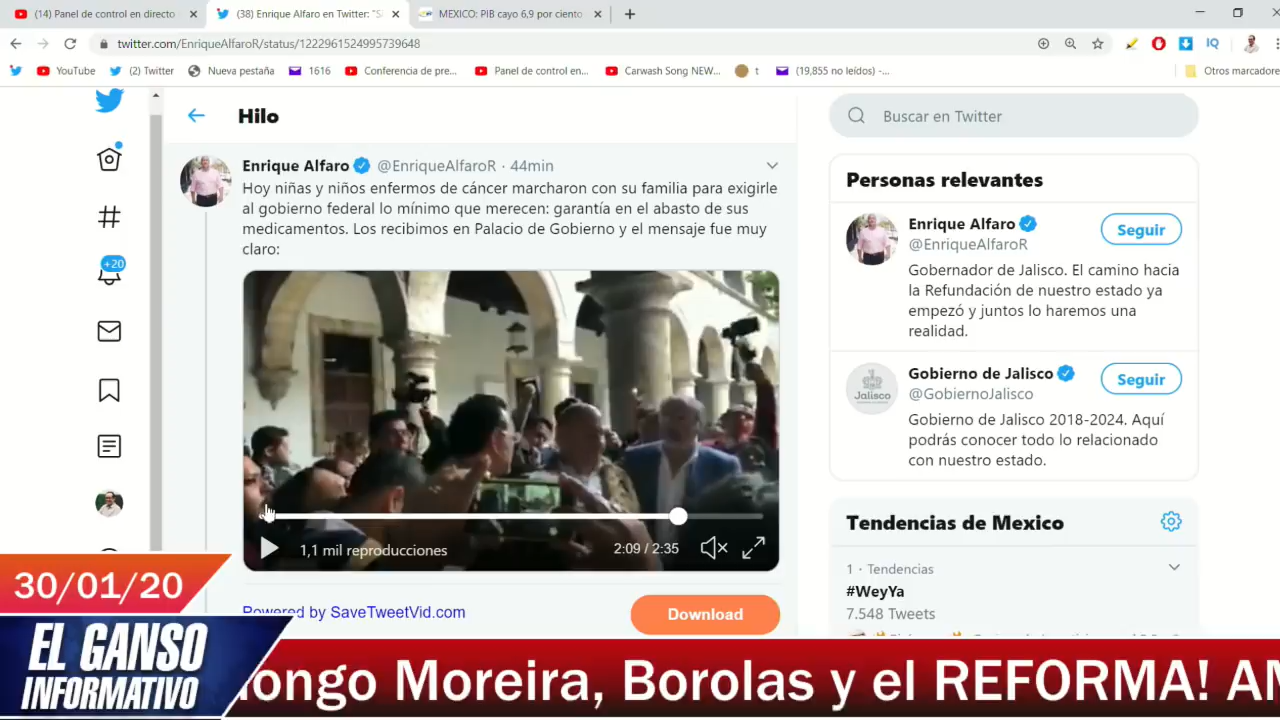 (14) Panel de control en directo
(38) Enrique Alfaro en Twitter: "S
MEXICO: PIB cayo 6,9 por ciento
twitter.com/EnriqueAlfaroR/status/1222961524995739648
IQ
YouTube
(2) Twitter
Nueva pestaña
1616
Conferencia de pre...
Panel de control en...
Carwash Song NEW...
t
(19,855 no leídos) -...
Otros marcadore
Hilo
Buscar en Twitter
Enrique Alfaro @EnriqueAlfaroR · 44min
Hoy niñas y niños enfermos de cáncer marcharon con su familia para exigirle
al gobierno federal lo mínimo que merecen: garantía en el abasto de sus
medicamentos. Los recibimos en Palacio de Gobierno y el mensaje fue muy
claro:
+20
1,1 mil reproducciones
2:09 / 2:35
Powered by SaveTweetVid.com
Download
Personas relevantes
Enrique Alfaro
@EnriqueAlfaroR
Seguir
Gobernador de Jalisco. El camino hacia
la Refundación de nuestro estado ya
empezó y juntos lo haremos una
realidad.
Jalisco
Gobierno de Jalisco
@GobiernoJalisco
Seguir
Gobierno de Jalisco 2018-2024. Aquí
podrás conocer todo lo relacionado
con nuestro estado.
Tendencias de Mexico
1 · Tendencias
#WeyYa
7.548 Tweets
30/01/20
EL GANSO
INFORMATIVO
longo Moreira, Borolas y el REFORMA! AM